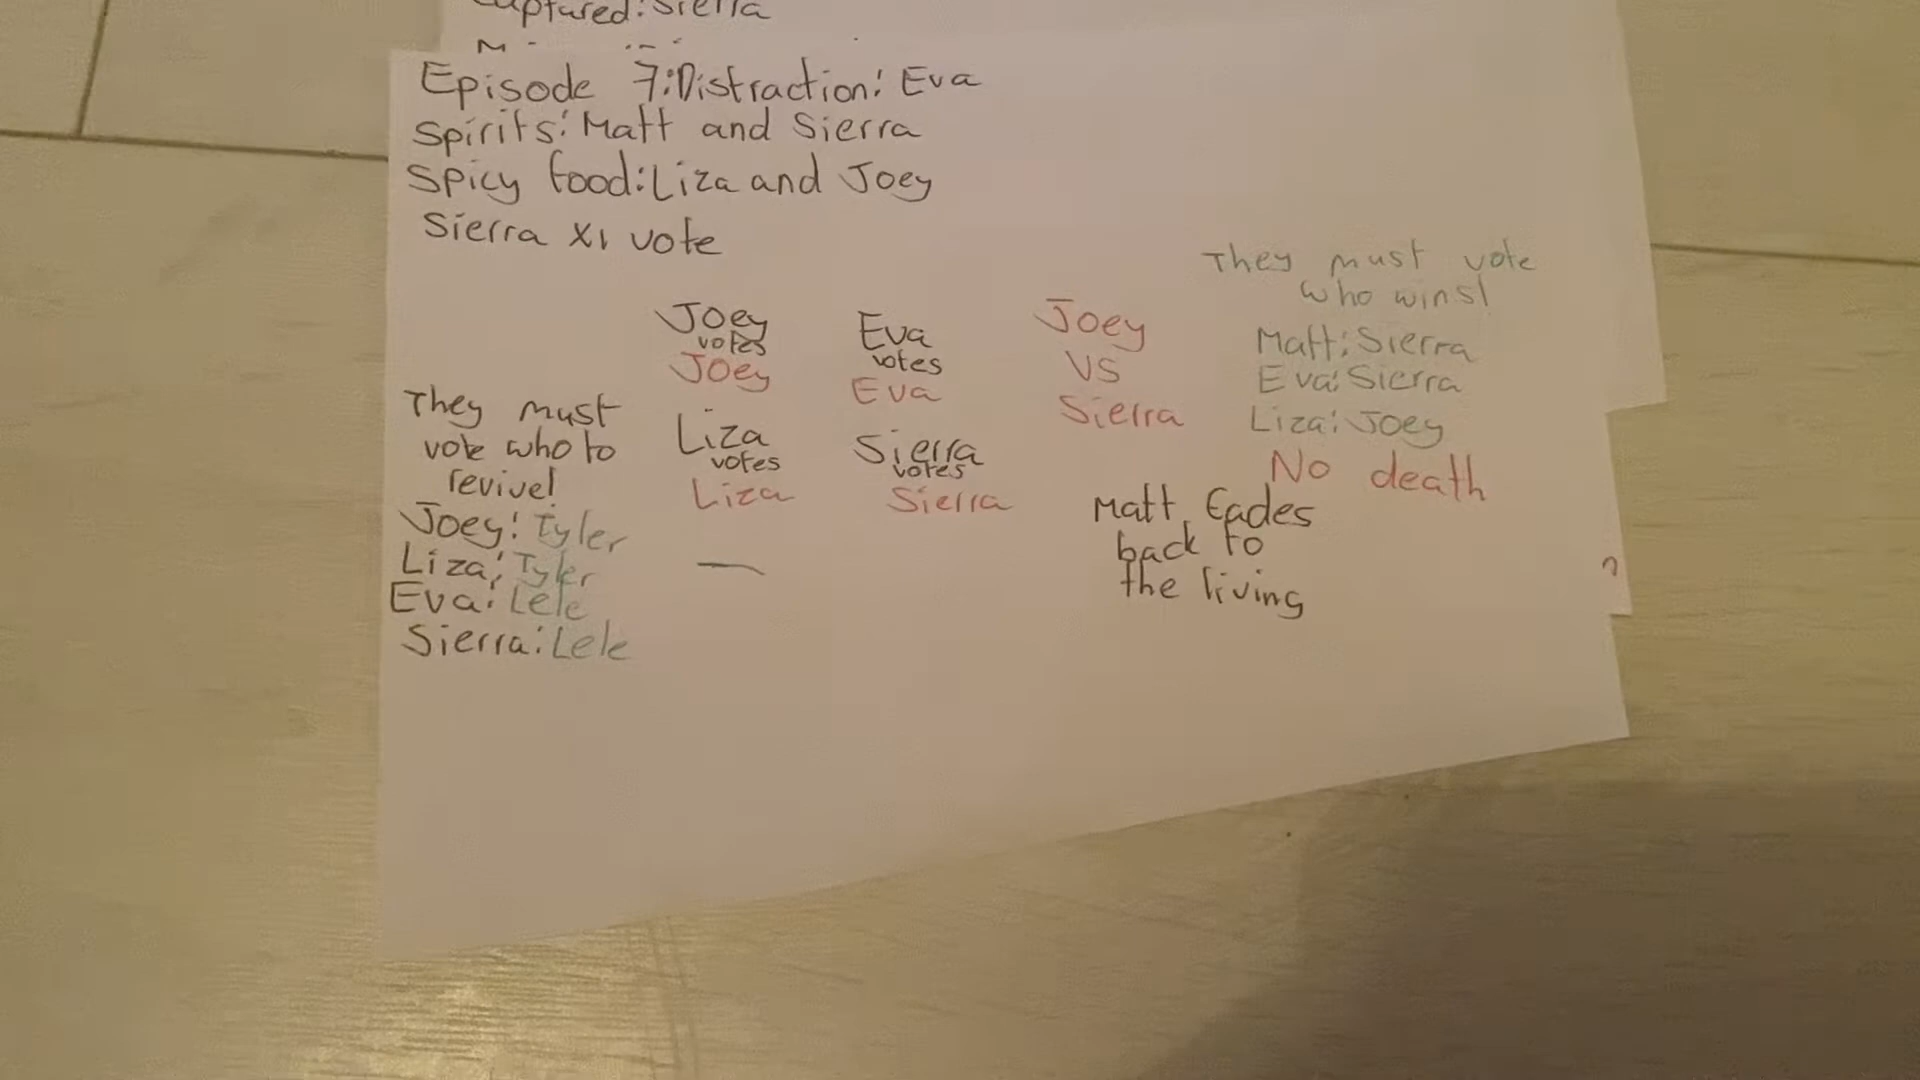 Captured: Sierra
Episode 7: Distraction: Eva
Spirits: Matt and Sierra
Spicy food: Liza and Joey
Sierra x1 vote
They must
vote who to
revive!
Joey: Tyler
Liza: Tyler
Eva: Lele
Sierra: Lele
Joey
votes
Joey
Liza
votes
Liza
Eva
votes
Eva
Sierra
votes
Sierra
Joey
VS
Sierra
They must vote
who wins!
Matt: Sierra
Eva: Sierra
Liza: Joey
No death
Matt Eades
back to
the living